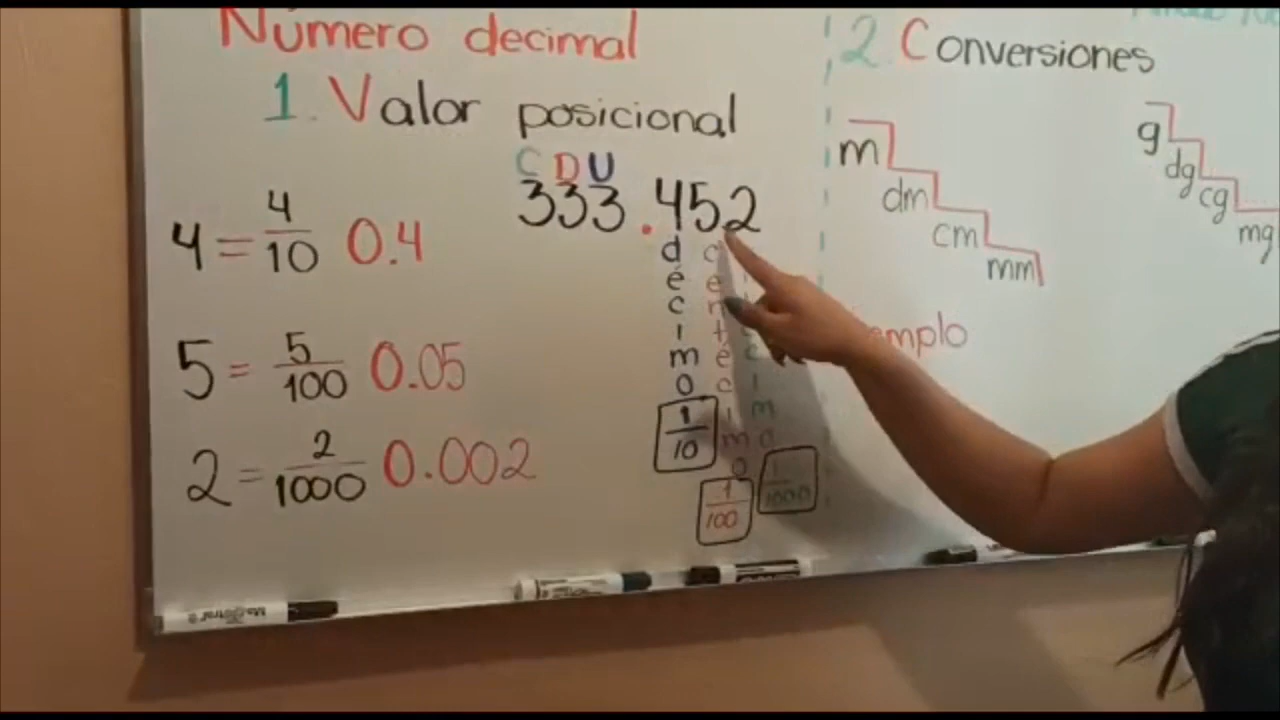 Número decimal
1. Valor posicional
C D U
333.452
décimo
1/10
1/100
1/1000
4 = 4/10 0.4
5 = 5/100 0.05
2 = 2/1000 0.002
2. Conversiones
m
dm
cm
mm
g
dg
cg
mg